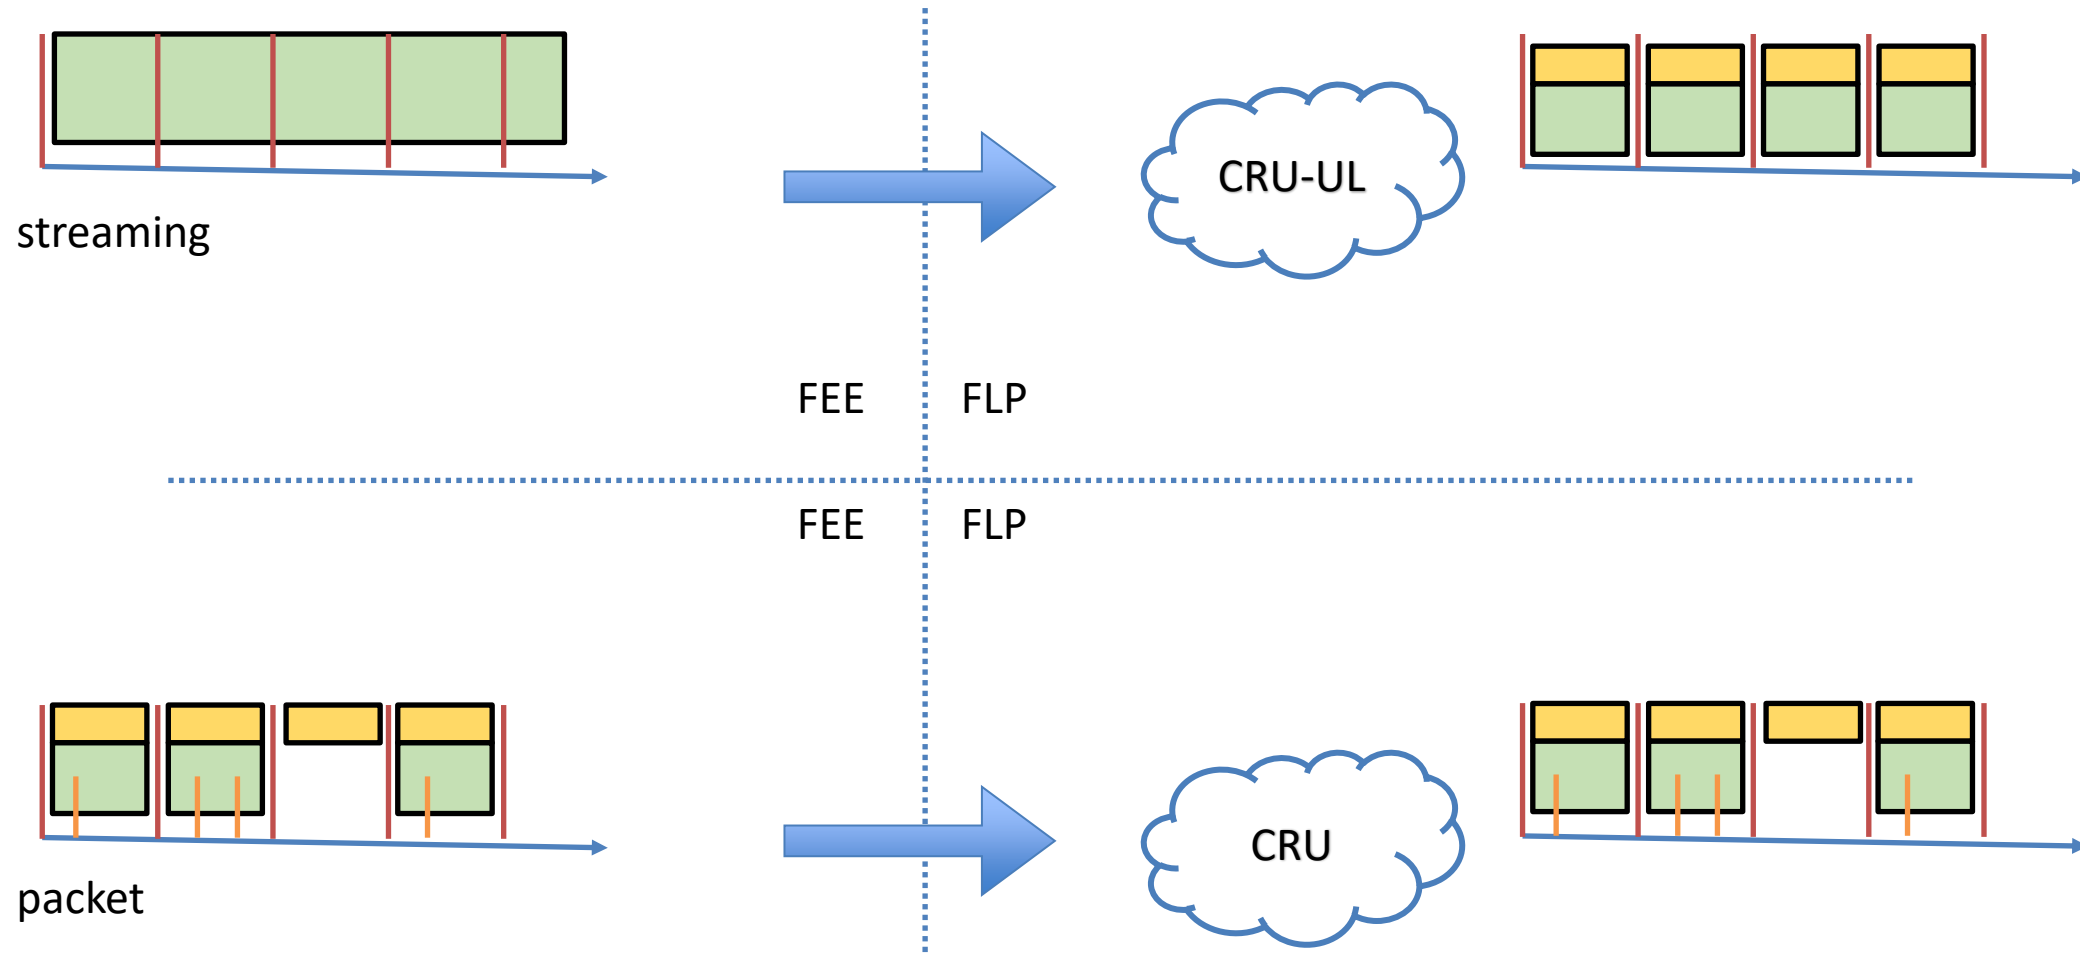 CRU-UL
streaming
FEE
FLP
FEE
FLP
CRU
packet